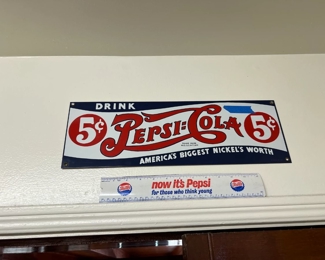 DRINK
5¢ PEPSI:COLA 5¢
AMERICA'S BIGGEST NICKEL'S WORTH
now It's Pepsi
for those who think young